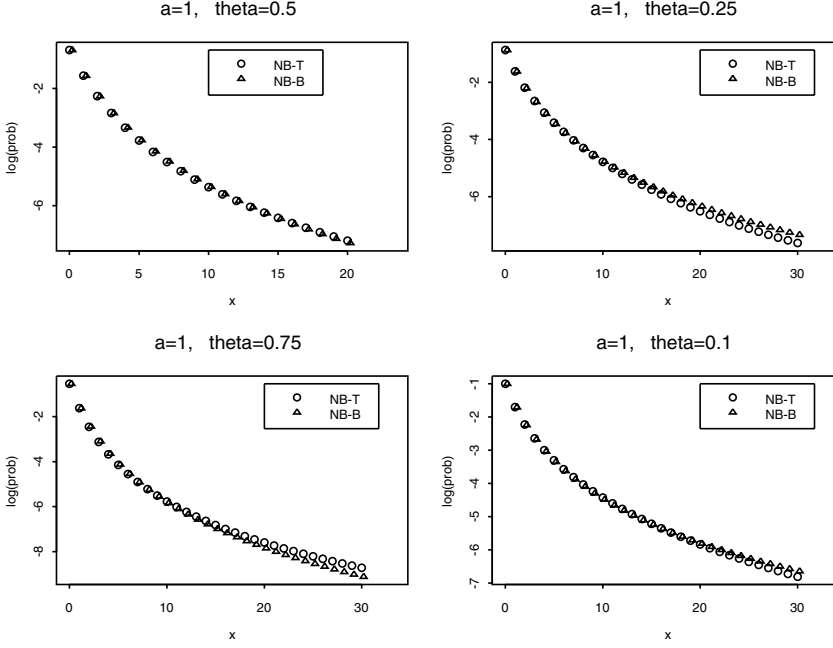 a=1, theta=0.5
log(prob)
-2
-4
-6
NB-T
NB-B
0 5 10 15 20
x
a=1, theta=0.25
log(prob)
-2
-4
-6
NB-T
NB-B
0 10 20 30
x
a=1, theta=0.75
log(prob)
-2
-4
-6
-8
NB-T
NB-B
0 10 20 30
x
a=1, theta=0.1
log(prob)
-1
-2
-3
-4
-5
-6
-7
NB-T
NB-B
0 10 20 30
x